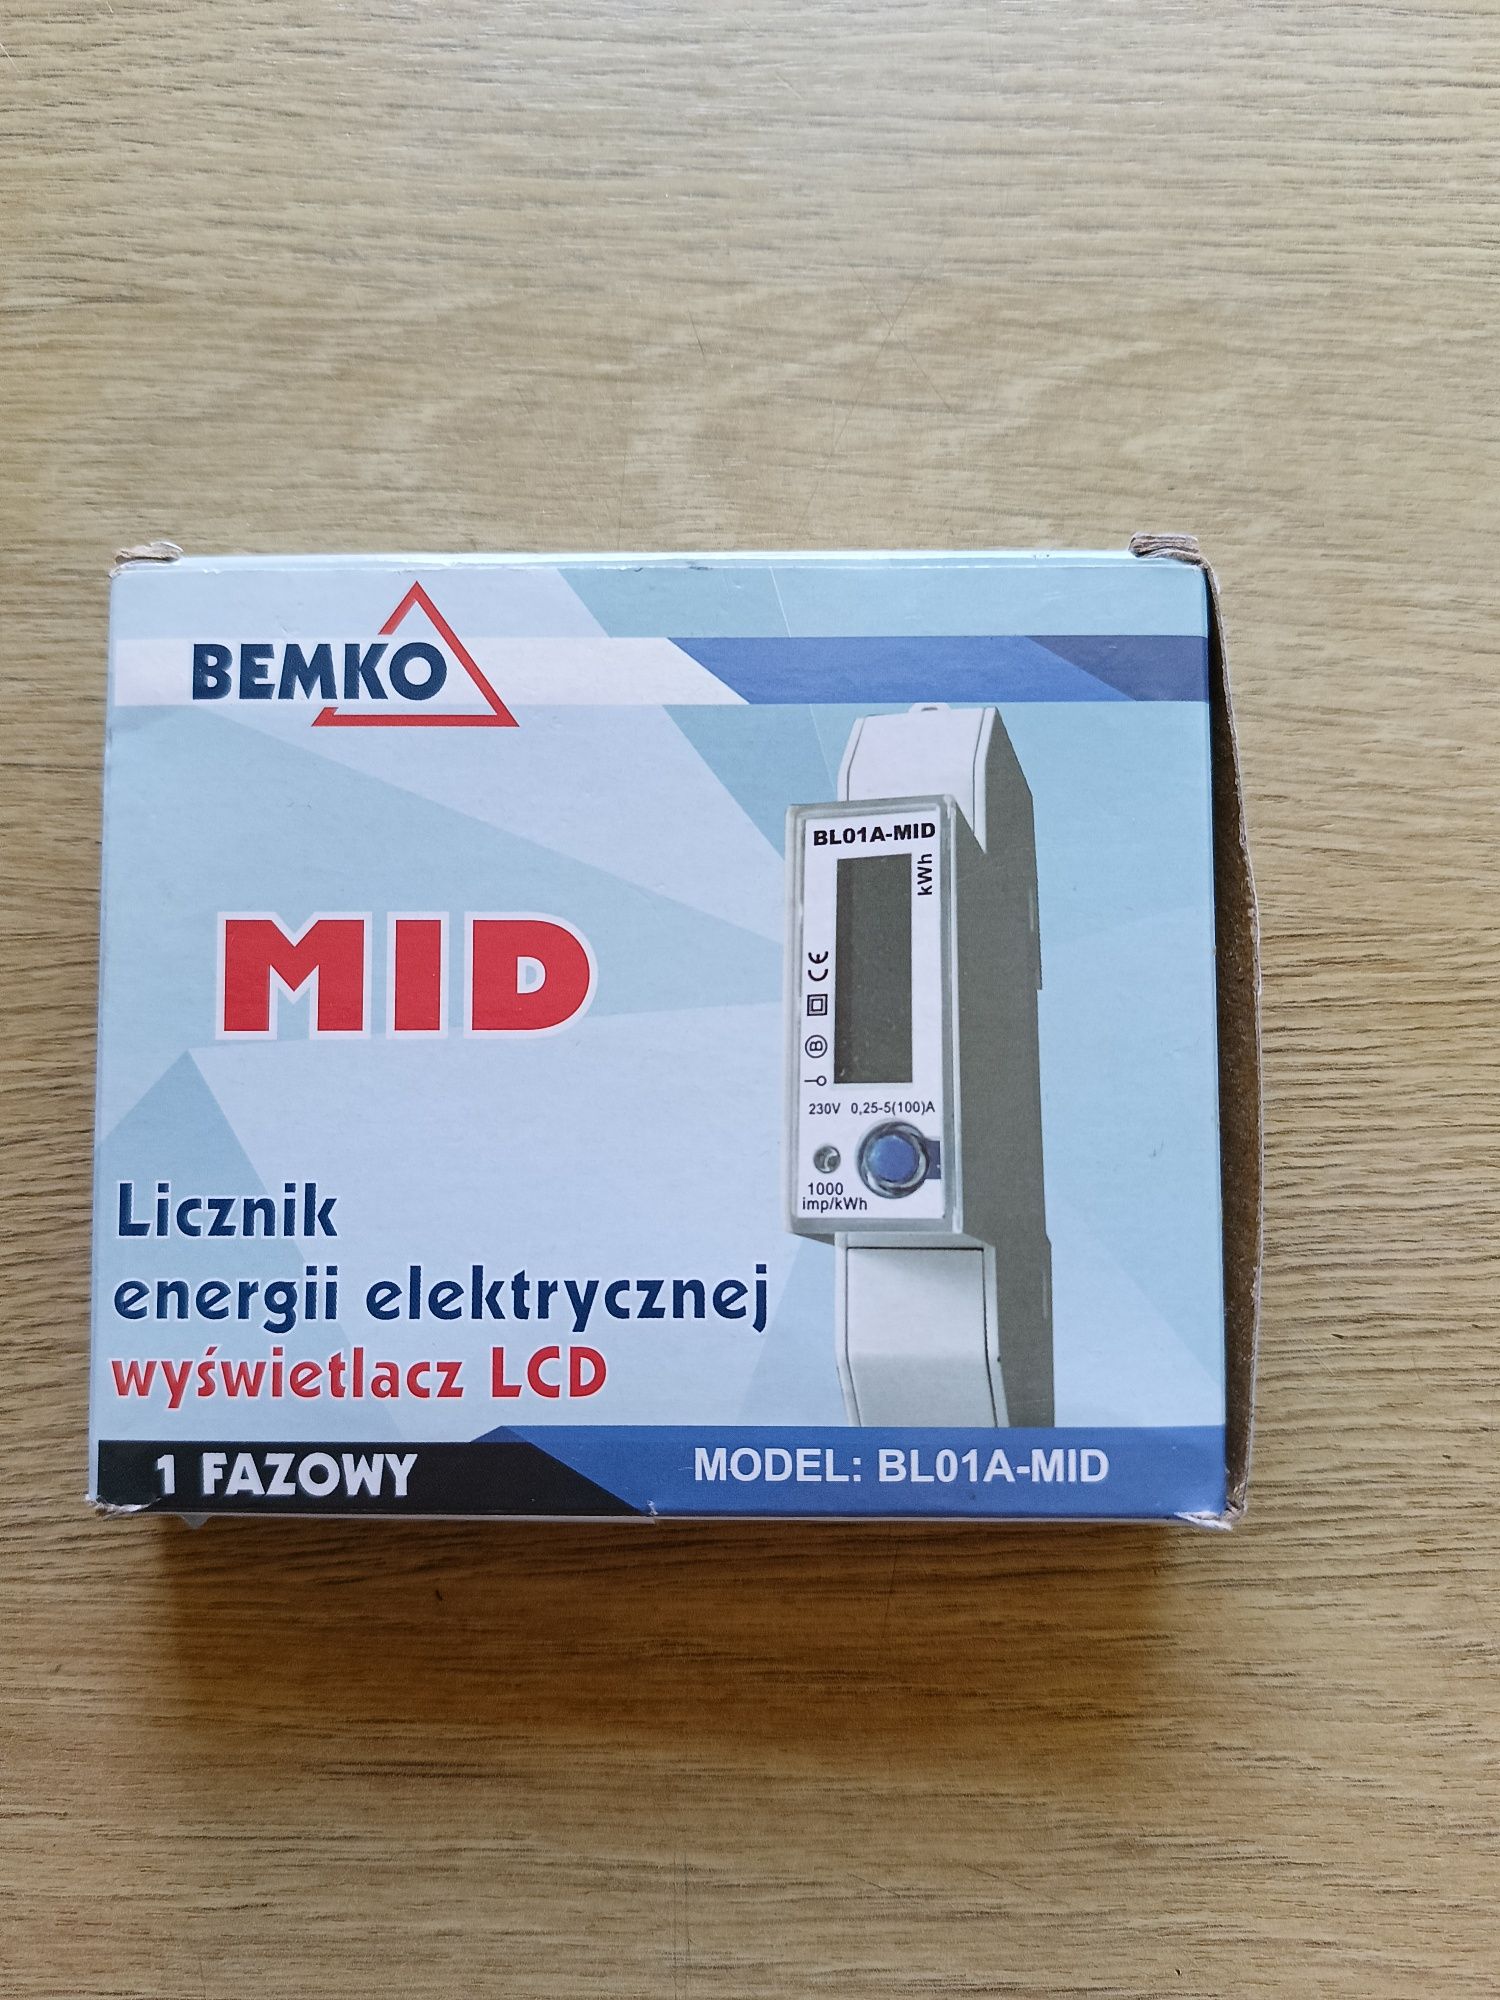 BEMKO
MID
Licznik
energii elektrycznej
wyświetlacz LCD
1 FAZOWY
MODEL: BL01A-MID
BL01A-MID
kWh
CE
B
230V 0,25-5(100)A
1000
imp/kWh